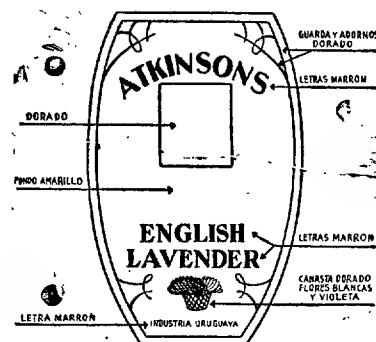 GUARDA Y ADORNOS
DORADO
ATKINSONS
LETRAS MARRON
DORADO
FONDO AMARILLO
ENGLISH
LAVENDER
LETRAS MARRON
CANASTA DORADO
FLORES BLANCAS
Y VIOLETA
LETRA MARRON
INDUSTRIA URUGUAYA